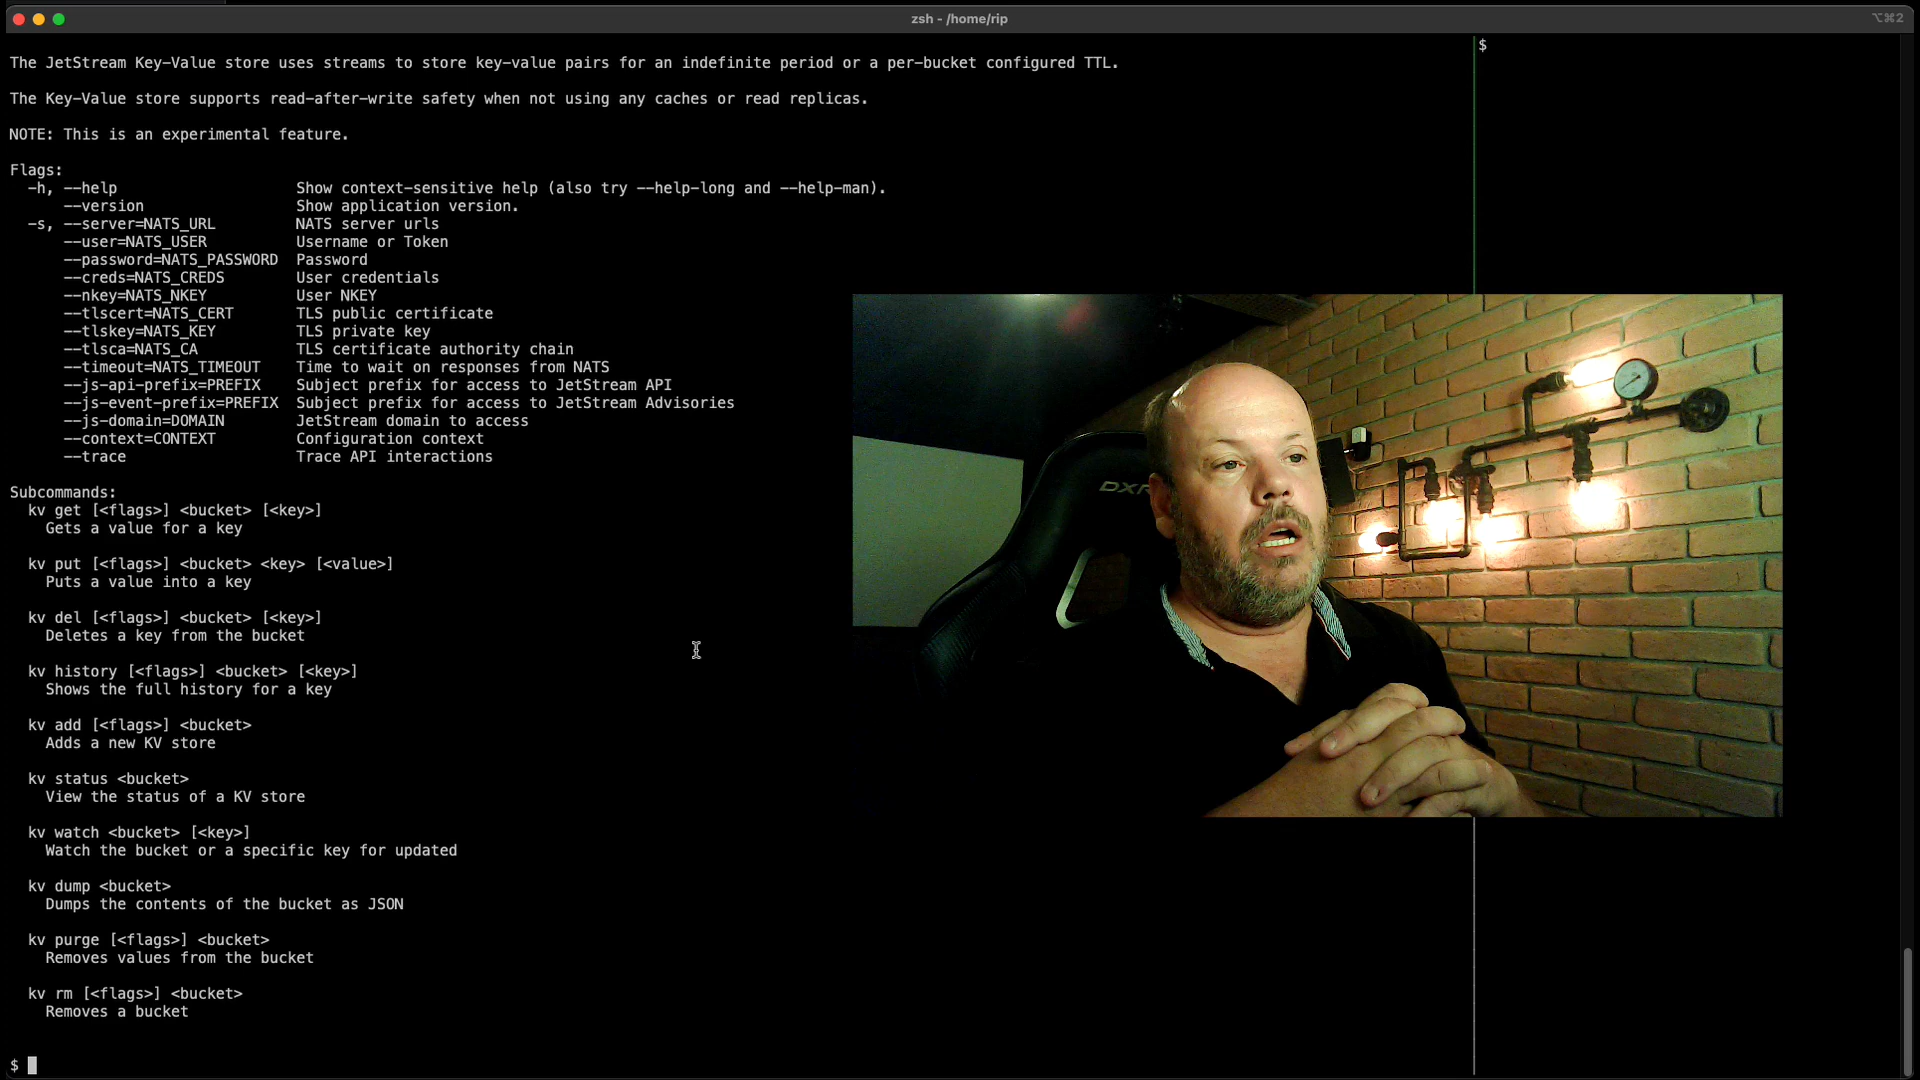 zsh - /home/rip
⌥⌘2
The JetStream Key-Value store uses streams to store key-value pairs for an indefinite period or a per-bucket configured TTL.
The Key-Value store supports read-after-write safety when not using any caches or read replicas.
NOTE: This is an experimental feature.
Flags:
-h, --help Show context-sensitive help (also try --help-long and --help-man).
--version Show application version.
-s, --server=NATS_URL NATS server urls
--user=NATS_USER Username or Token
--password=NATS_PASSWORD Password
--creds=NATS_CREDS User credentials
--nkey=NATS_NKEY User NKEY
--tlscert=NATS_CERT TLS public certificate
--tlskey=NATS_KEY TLS private key
--tlsca=NATS_CA TLS certificate authority chain
--timeout=NATS_TIMEOUT Time to wait on responses from NATS
--js-api-prefix=PREFIX Subject prefix for access to JetStream API
--js-event-prefix=PREFIX Subject prefix for access to JetStream Advisories
--js-domain=DOMAIN JetStream domain to access
--context=CONTEXT Configuration context
--trace Trace API interactions
Subcommands:
kv get [<flags>] <bucket> [<key>]
Gets a value for a key
kv put [<flags>] <bucket> <key> [<value>]
Puts a value into a key
kv del [<flags>] <bucket> [<key>]
Deletes a key from the bucket
kv history [<flags>] <bucket> [<key>]
Shows the full history for a key
kv add [<flags>] <bucket>
Adds a new KV store
kv status <bucket>
View the status of a KV store
kv watch <bucket> [<key>]
Watch the bucket or a specific key for updated
kv dump <bucket>
Dumps the contents of the bucket as JSON
kv purge [<flags>] <bucket>
Removes values from the bucket
kv rm [<flags>] <bucket>
Removes a bucket
$
$
DXR